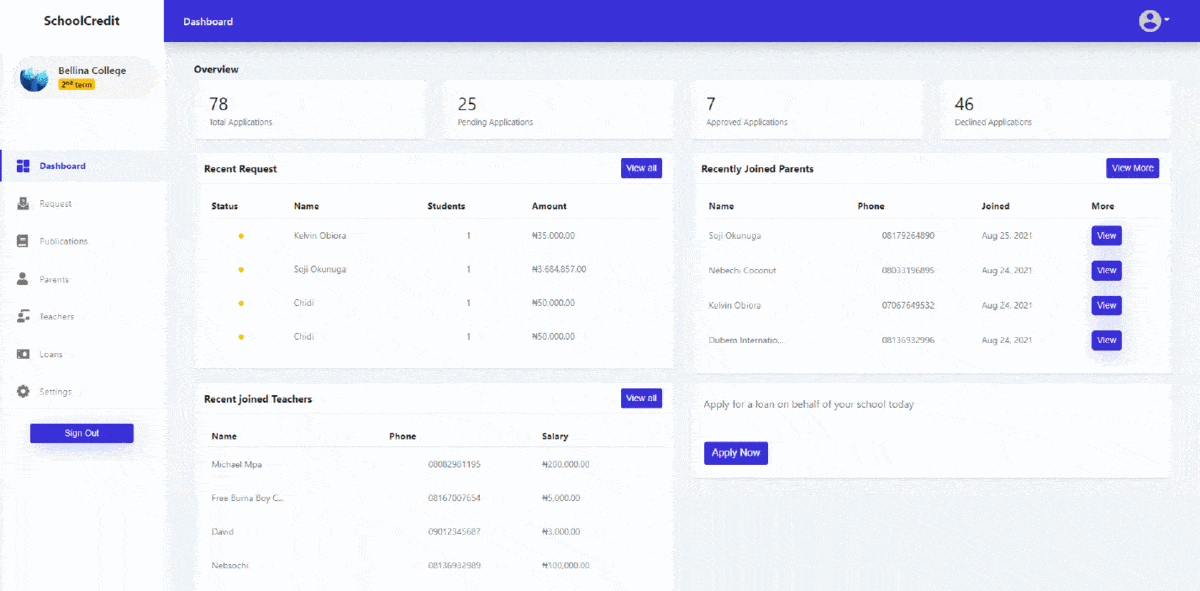 SchoolCredit
Dashboard
Bellina College
2nd term
Dashboard
Request
Publications
Parents
Teachers
Loans
Settings
Sign Out
Overview
78
Total Applications
25
Pending Applications
7
Approved Applications
46
Declined Applications
Recent Request
View all
Status Name Students Amount
Kelvin Obiora 1 ₦35,000.00
Soji Okunuga 1 ₦3,684,857.00
Chidi 1 ₦50,000.00
Chidi 1 ₦50,000.00
Recently Joined Parents
View More
Name Phone Joined More
Soji Okunuga 08179264890 Aug 25, 2021 View
Nebechi Coconut 08033196895 Aug 24, 2021 View
Kelvin Obiora 07067649532 Aug 24, 2021 View
Dubem Internatio... 08136932996 Aug 24, 2021 View
Recent joined Teachers
View all
Name Phone Salary
Michael Mpa 08082981195 ₦200,000.00
Free Burna Boy C... 08167007654 ₦5,000.00
David 09012345687 ₦3,000.00
Nebsochi 08136932989 ₦100,000.00
Apply for a loan on behalf of your school today
Apply Now